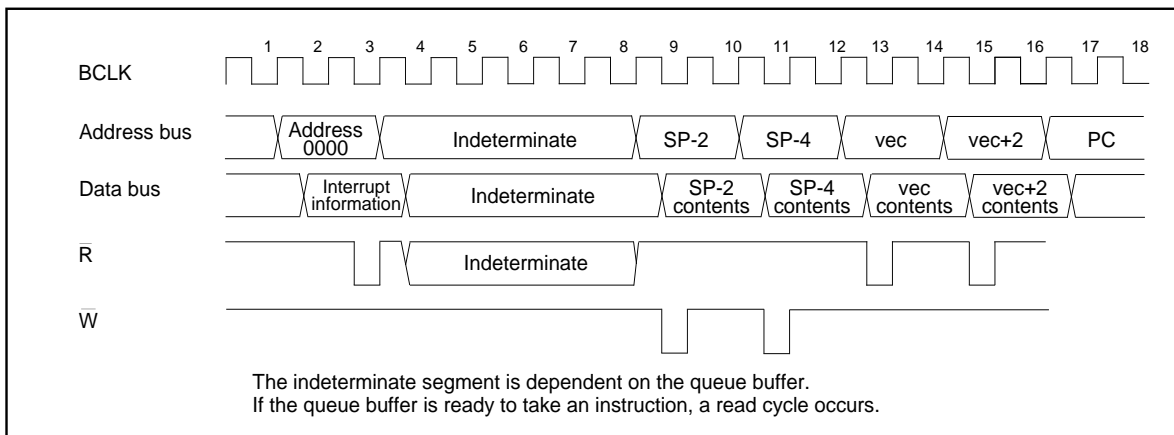 1 2 3 4 5 6 7 8 9 10 11 12 13 14 15 16 17 18
BCLK
Address bus
Address
0000
Indeterminate
SP-2
SP-4
vec
vec+2
PC
Data bus
Interrupt
information
Indeterminate
SP-2
contents
SP-4
contents
vec
contents
vec+2
contents
R
Indeterminate
W
The indeterminate segment is dependent on the queue buffer.
If the queue buffer is ready to take an instruction, a read cycle occurs.